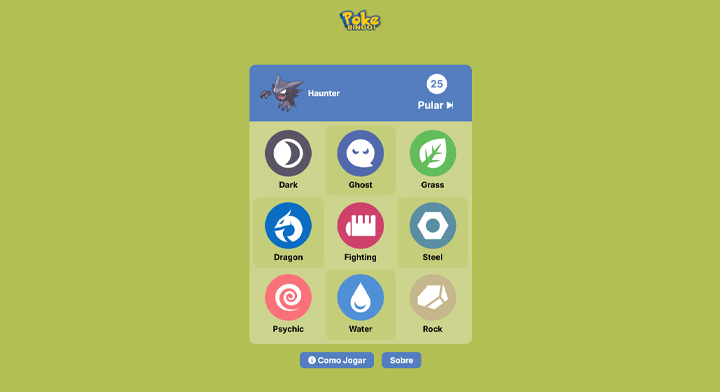 Poke
BINGO!
Haunter
25
Pular
Dark
Ghost
Grass
Dragon
Fighting
Steel
Psychic
Water
Rock
Como Jogar
Sobre